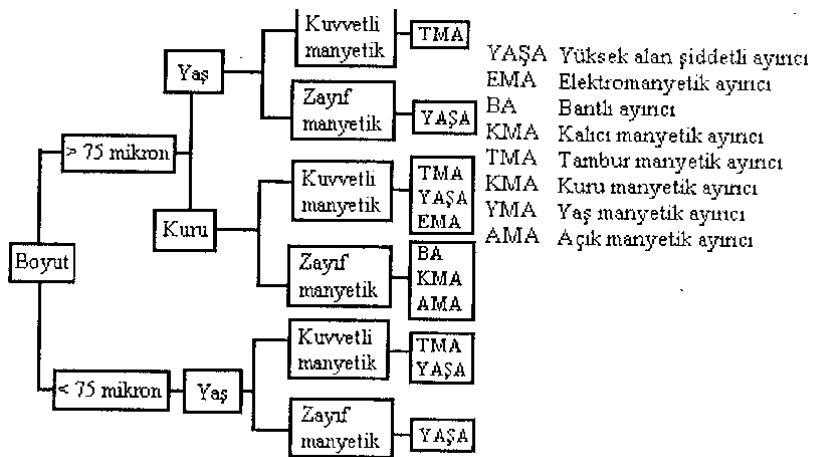 Kuvvetli
manyetik
TMA
Yaş
Zayıf
manyetik
YAŞA
> 75 mikron
Kuvvetli
manyetik
TMA
YAŞA
EMA
Kuru
Boyut
Zayıf
manyetik
BA
KMA
AMA
Kuvvetli
manyetik
TMA
YAŞA
< 75 mikron
Yaş
Zayıf
manyetik
YAŞA
YAŞA Yüksek alan şiddetli ayırıcı
EMA Elektromanyetik ayırıcı
BA Bantlı ayırıcı
KMA Kalıcı manyetik ayırıcı
TMA Tambur manyetik ayırıcı
KMA Kuru manyetik ayırıcı
YMA Yaş manyetik ayırıcı
AMA Açık manyetik ayırıcı